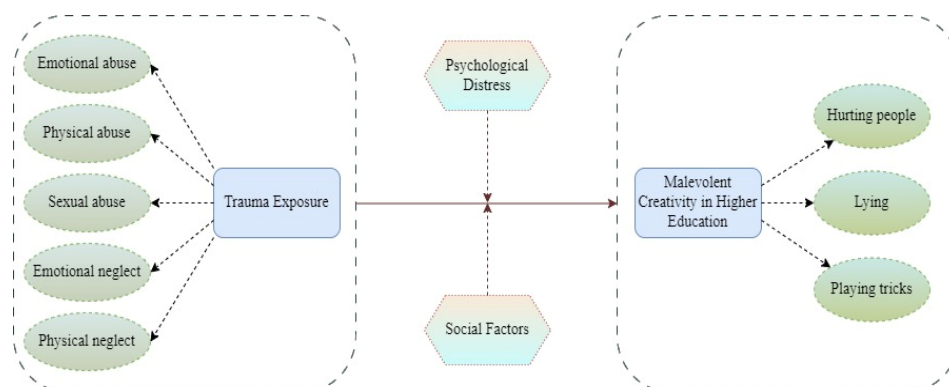 Emotional abuse
Physical abuse
Sexual abuse
Emotional neglect
Physical neglect
Trauma Exposure
Psychological
Distress
Social Factors
Malevolent
Creativity in Higher
Education
Hurting people
Lying
Playing tricks